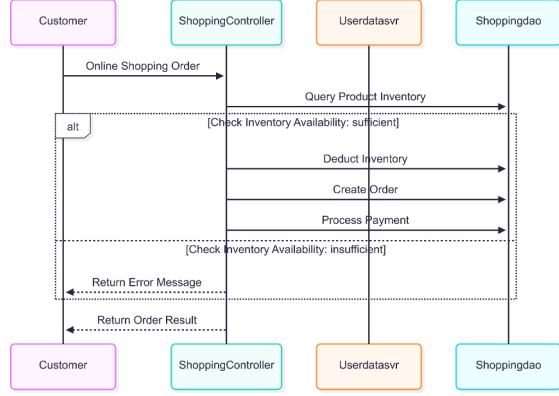 Customer
ShoppingController
Userdatasvr
Shoppingdao
Online Shopping Order
Query Product Inventory
alt
[Check Inventory Availability: sufficient]
Deduct Inventory
Create Order
Process Payment
[Check Inventory Availability: insufficient]
Return Error Message
Return Order Result
Customer
ShoppingController
Userdatasvr
Shoppingdao